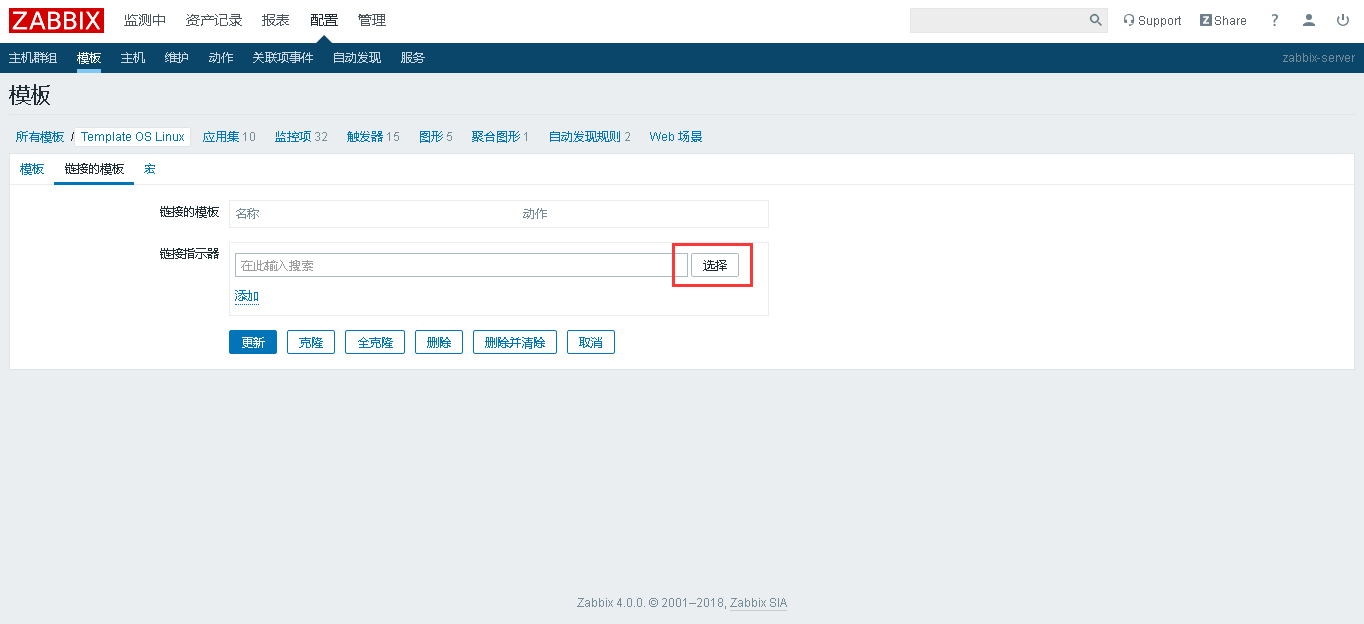 ZABBIX 监测中 资产记录 报表 配置 管理 Support Z Share ?
主机群组 模板 主机 维护 动作 关联项事件 自动发现 服务 zabbix-server
模板
所有模板 / Template OS Linux 应用集 10 监控项 32 触发器 15 图形 5 聚合图形 1 自动发现规则 2 Web 场景
模板 链接的模板 宏
链接的模板 名称 动作
链接指示器 在此输入搜索 选择
添加
更新 克隆 全克隆 删除 删除并清除 取消
Zabbix 4.0.0. © 2001–2018, Zabbix SIA